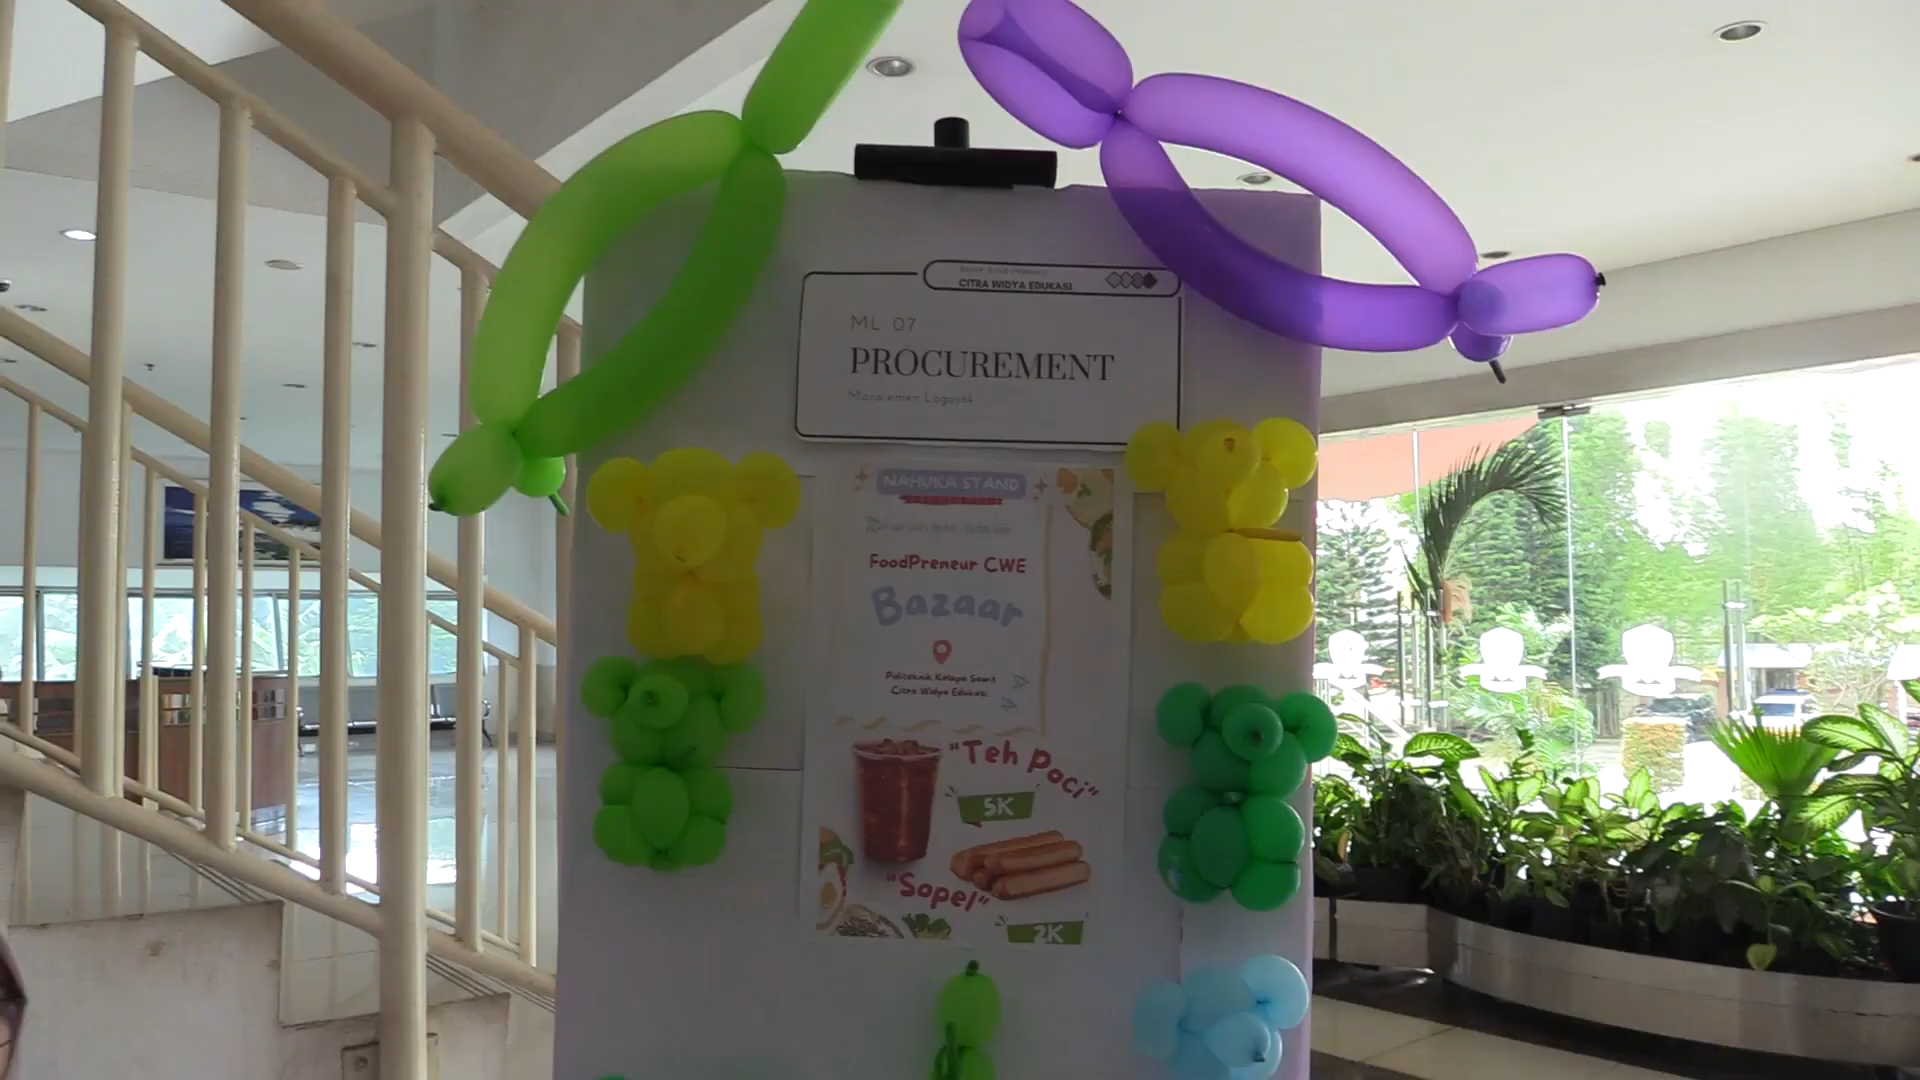 CITRA WIDYA EDUKASI
ML 07
PROCUREMENT
Manajemen Logistik
NAHUKA STAND
FoodPreneur CWE
Bazaar
Politeknik Kelapa Sawit
Citra Widya Edukasi
"Teh Poci"
5K
"Sopel"
2K